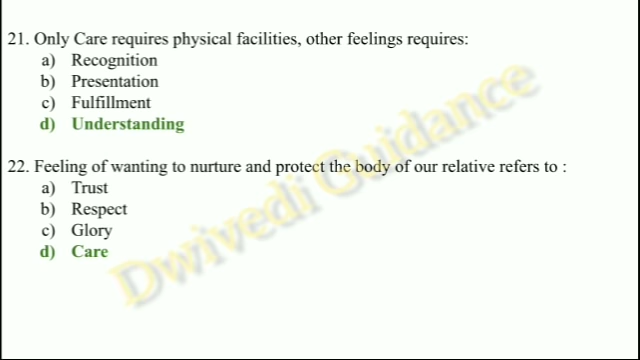 21. Only Care requires physical facilities, other feelings requires:
a) Recognition
b) Presentation
c) Fulfillment
d) Understanding
22. Feeling of wanting to nurture and protect the body of our relative refers to :
a) Trust
b) Respect
c) Glory
d) Care
Dwivedi Guidance